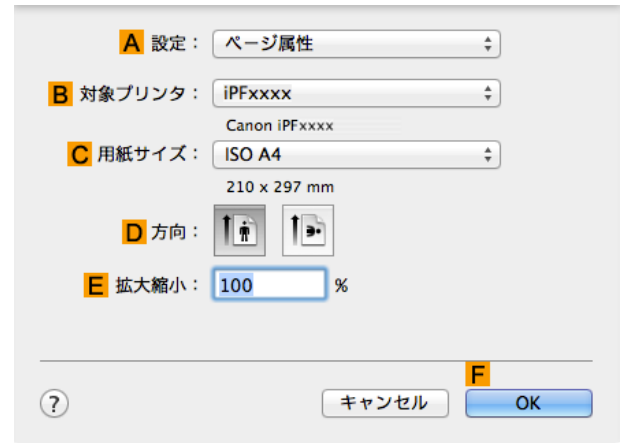 A 設定： ページ属性
B 対象プリンタ： iPFxxxx
Canon iPFxxxx
C 用紙サイズ： ISO A4
210 x 297 mm
D 方向：
E 拡大縮小： 100 %
F
? キャンセル OK